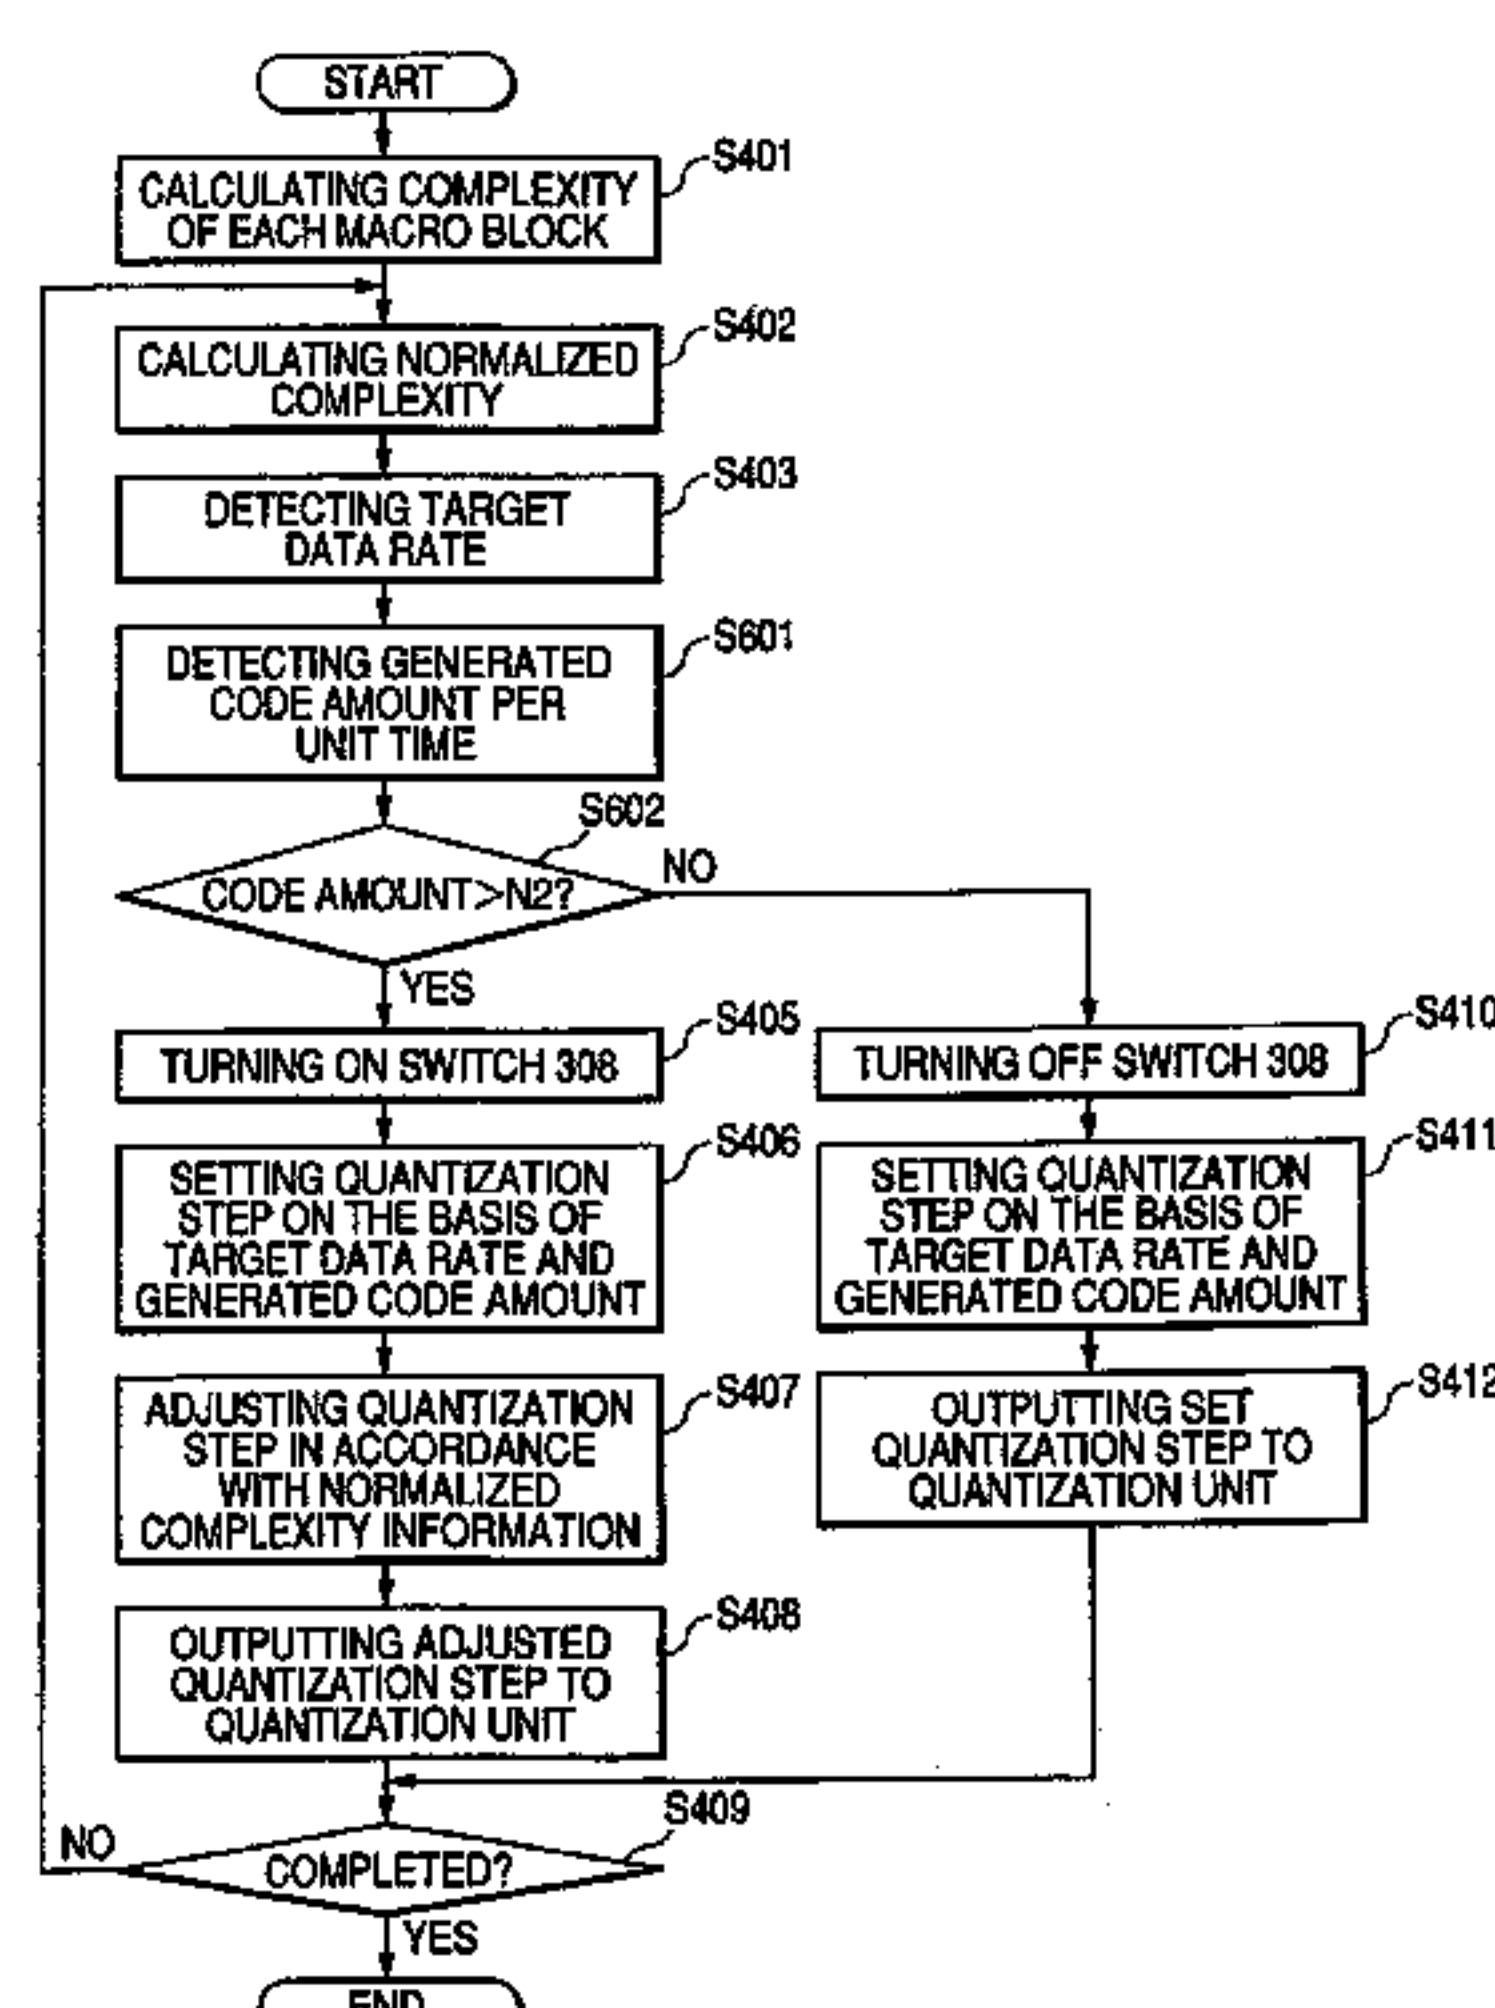 START
S401
CALCULATING COMPLEXITY
OF EACH MACRO BLOCK
S402
CALCULATING NORMALIZED
COMPLEXITY
S403
DETECTING TARGET
DATA RATE
S601
DETECTING GENERATED
CODE AMOUNT PER
UNIT TIME
S602
CODE AMOUNT>N2?
NO
YES
S405
TURNING ON SWITCH 308
S406
SETTING QUANTIZATION
STEP ON THE BASIS OF
TARGET DATA RATE AND
GENERATED CODE AMOUNT
S407
ADJUSTING QUANTIZATION
STEP IN ACCORDANCE
WITH NORMALIZED
COMPLEXITY INFORMATION
S408
OUTPUTTING ADJUSTED
QUANTIZATION STEP TO
QUANTIZATION UNIT
S410
TURNING OFF SWITCH 308
S411
SETTING QUANTIZATION
STEP ON THE BASIS OF
TARGET DATA RATE AND
GENERATED CODE AMOUNT
S412
OUTPUTTING SET
QUANTIZATION STEP TO
QUANTIZATION UNIT
S409
COMPLETED?
NO
YES
END